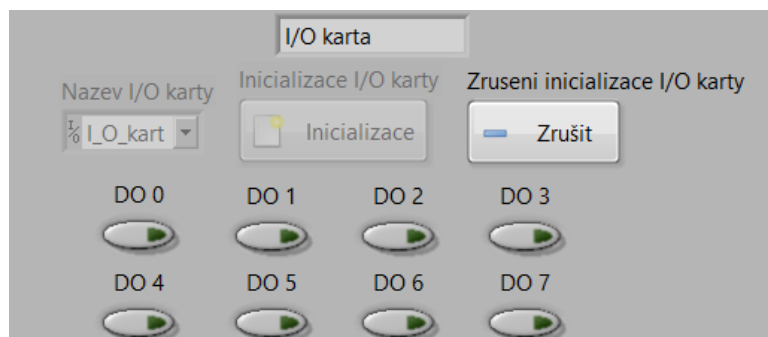 I/O karta
Nazev I/O karty
Inicializace I/O karty
Zruseni inicializace I/O karty
I/O I_O_kart
Inicializace
Zrušit
DO 0 DO 1 DO 2 DO 3
DO 4 DO 5 DO 6 DO 7